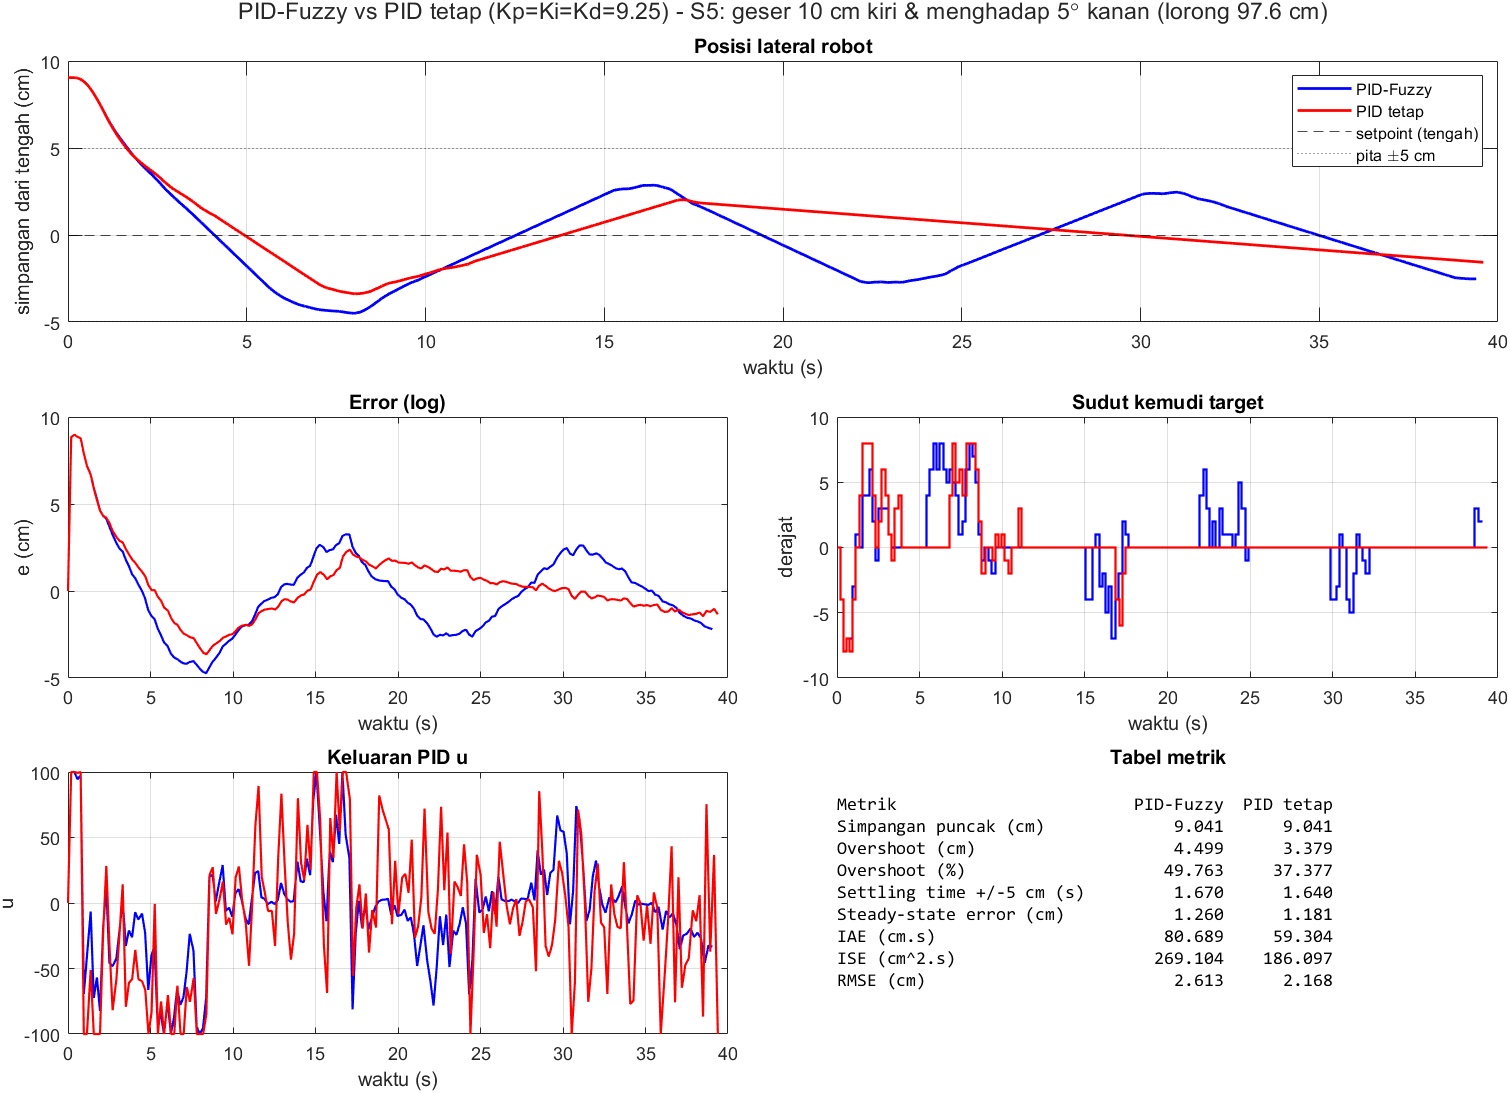 PID-Fuzzy vs PID tetap (Kp=Ki=Kd=9.25) - S5: geser 10 cm kiri & menghadap 5° kanan (lorong 97.6 cm)
Posisi lateral robot
simpangan dari tengah (cm)
10
5
0
-5
0 5 10 15 20 25 30 35 40
waktu (s)
PID-Fuzzy
PID tetap
setpoint (tengah)
pita ±5 cm
Error (log)
e (cm)
10
5
0
-5
0 5 10 15 20 25 30 35 40
waktu (s)
Sudut kemudi target
derajat
10
5
0
-5
-10
0 5 10 15 20 25 30 35 40
waktu (s)
Keluaran PID u
u
100
50
0
-50
-100
0 5 10 15 20 25 30 35 40
waktu (s)
Tabel metrik
Metrik PID-Fuzzy PID tetap
Simpangan puncak (cm) 9.041 9.041
Overshoot (cm) 4.499 3.379
Overshoot (%) 49.763 37.377
Settling time +/-5 cm (s) 1.670 1.640
Steady-state error (cm) 1.260 1.181
IAE (cm.s) 80.689 59.304
ISE (cm^2.s) 269.104 186.097
RMSE (cm) 2.613 2.168